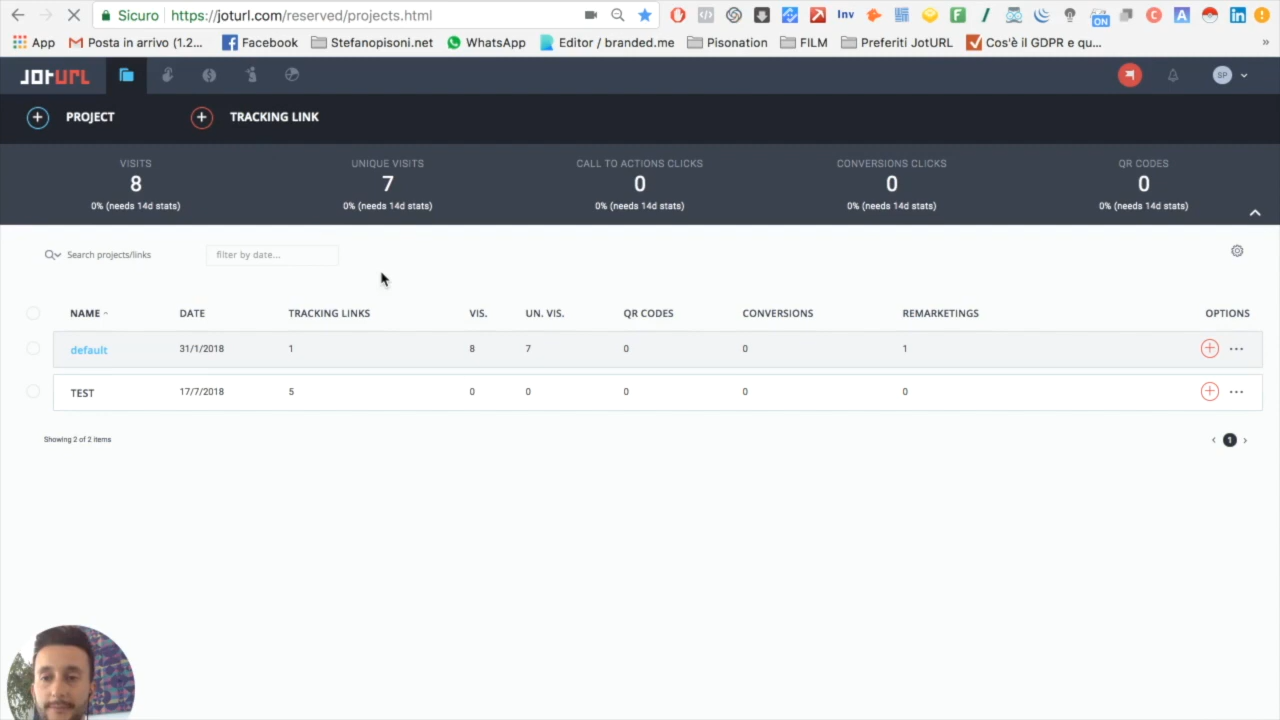 Sicuro https://joturl.com/reserved/projects.html Inv ON
App Posta in arrivo (1.2... Facebook Stefanopisoni.net WhatsApp Editor / branded.me Pisonation FILM Preferiti JotURL Cos'è il GDPR e qu... »
JOTURL SP
PROJECT TRACKING LINK
VISITS UNIQUE VISITS CALL TO ACTIONS CLICKS CONVERSIONS CLICKS QR CODES
8 7 0 0 0
0% (needs 14d stats) 0% (needs 14d stats) 0% (needs 14d stats) 0% (needs 14d stats) 0% (needs 14d stats)
Search projects/links filter by date...
NAME DATE TRACKING LINKS VIS. UN. VIS. QR CODES CONVERSIONS REMARKETINGS OPTIONS
default 31/1/2018 1 8 7 0 0 1
TEST 17/7/2018 5 0 0 0 0 0
Showing 2 of 2 items ‹ 1 ›